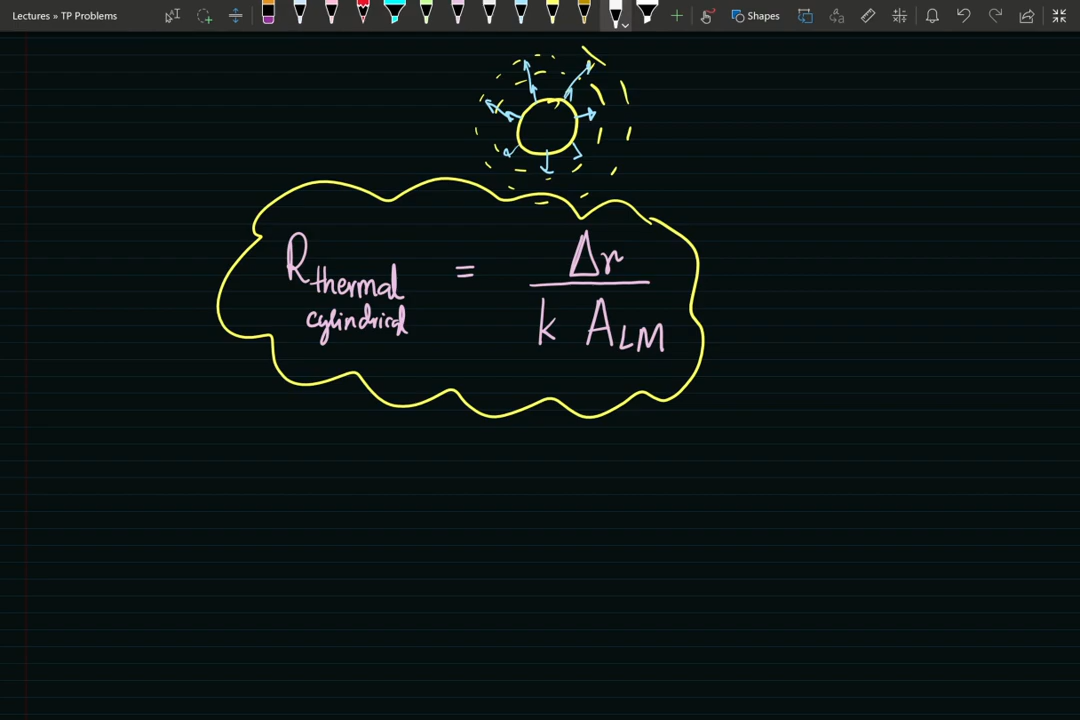 Lectures » TP Problems
Shapes
R thermal cylindrical = Δr / k A LM